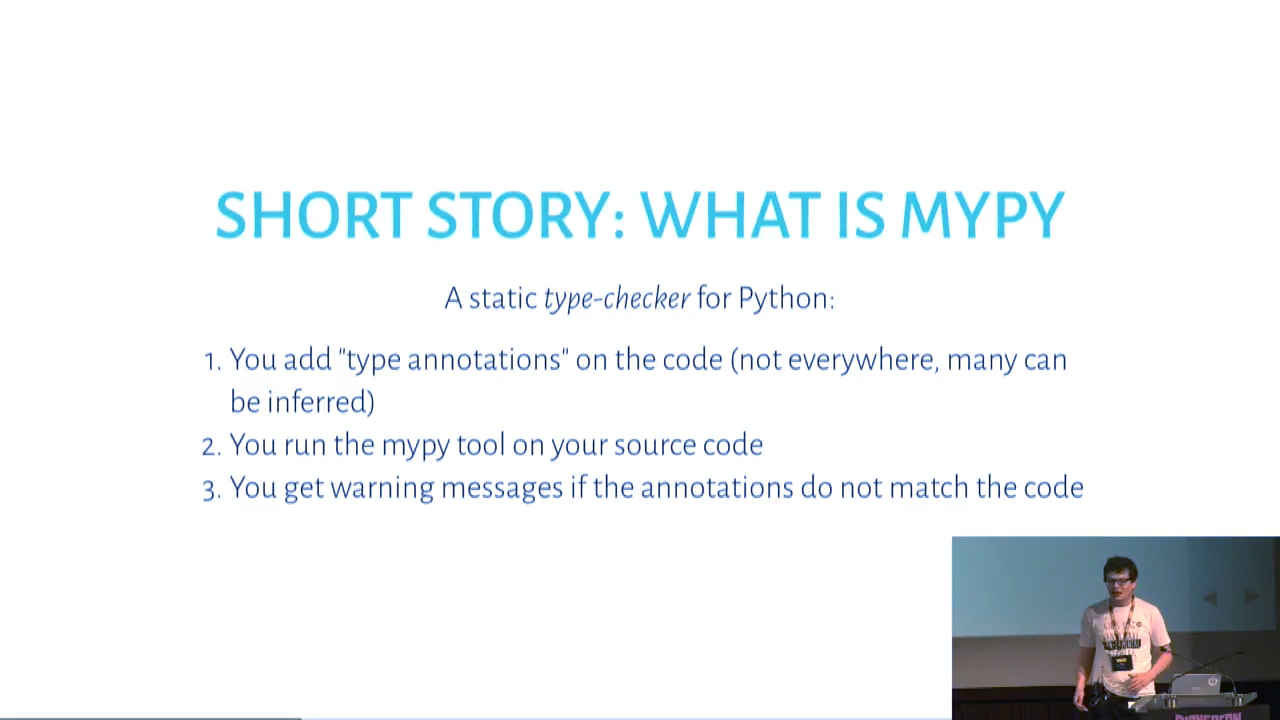 SHORT STORY: WHAT IS MYPY
A static type-checker for Python:
1. You add "type annotations" on the code (not everywhere, many can
be inferred)
2. You run the mypy tool on your source code
3. You get warning messages if the annotations do not match the code